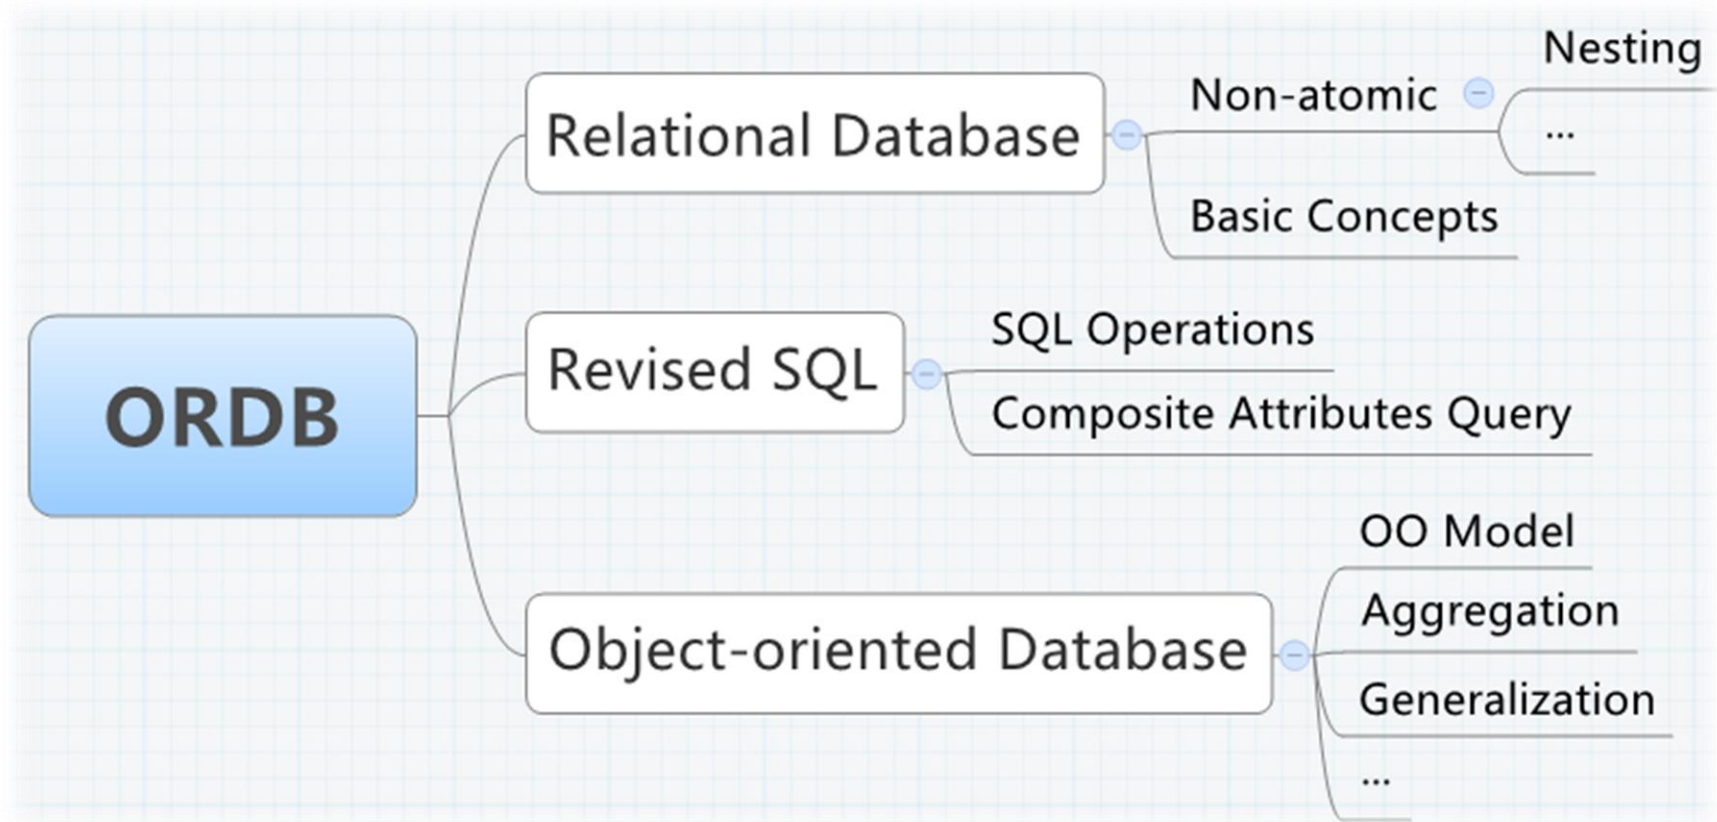 ORDB
Relational Database
Non-atomic
Nesting
...
Basic Concepts
Revised SQL
SQL Operations
Composite Attributes Query
Object-oriented Database
OO Model
Aggregation
Generalization
...